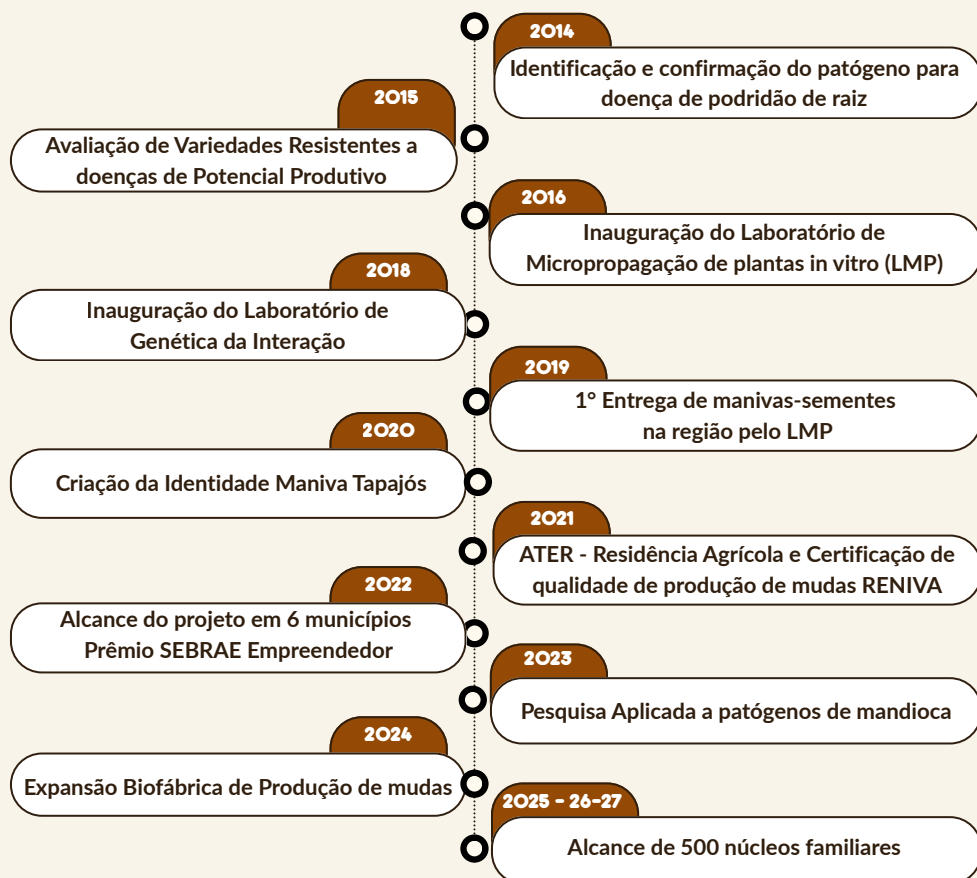 2014
Identificação e confirmação do patógeno para
doença de podridão de raiz
2015
Avaliação de Variedades Resistentes a
doenças de Potencial Produtivo
2016
Inauguração do Laboratório de
Micropropagação de plantas in vitro (LMP)
2018
Inauguração do Laboratório de
Genética da Interação
2019
1° Entrega de manivas-sementes
na região pelo LMP
2020
Criação da Identidade Maniva Tapajós
2021
ATER - Residência Agrícola e Certificação de
qualidade de produção de mudas RENIVA
2022
Alcance do projeto em 6 municípios
Prêmio SEBRAE Empreendedor
2023
Pesquisa Aplicada a patógenos de mandioca
2024
Expansão Biofábrica de Produção de mudas
2025 - 26-27
Alcance de 500 núcleos familiares